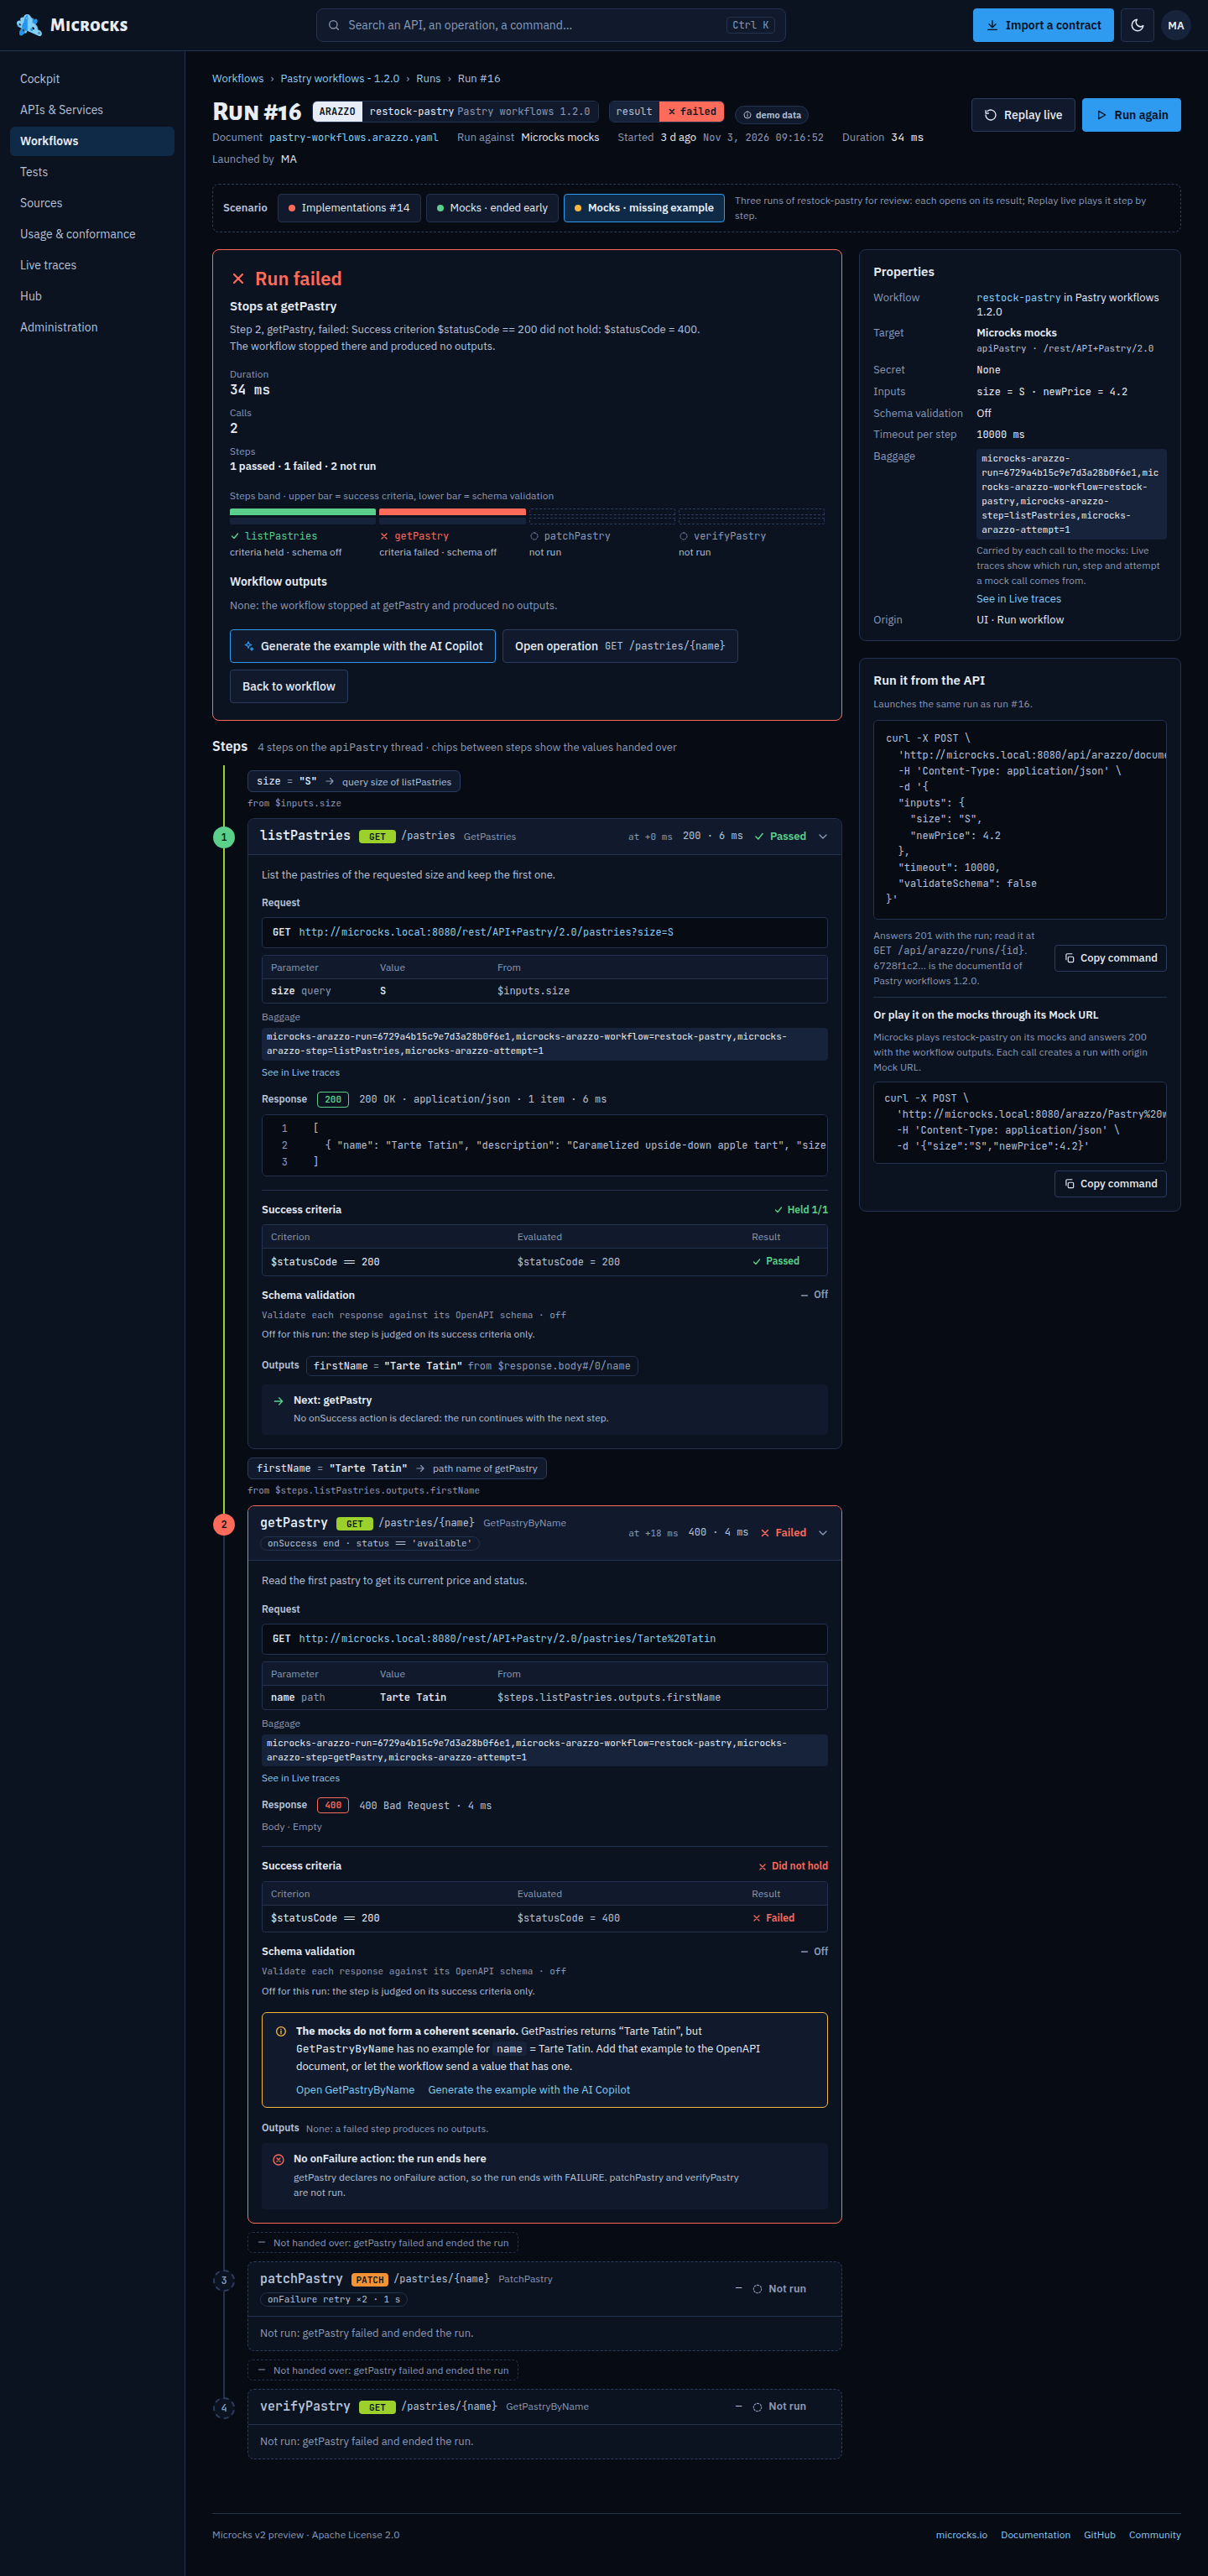 Microcks
Search an API, an operation, a command...
Ctrl K
Import a contract
MA
Cockpit
APIs & Services
Workflows
Tests
Sources
Usage & conformance
Live traces
Hub
Administration
Workflows › Pastry workflows - 1.2.0 › Runs › Run #16
Run #16 ARAZZO restock-pastry Pastry workflows 1.2.0 result × failed demo data
Replay live
Run again
Document pastry-workflows.arazzo.yaml Run against Microcks mocks Started 3 d ago Nov 3, 2026 09:16:52 Duration 34 ms
Launched by MA
Scenario Implementations #14 Mocks · ended early Mocks · missing example
Three runs of restock-pastry for review: each opens on its result; Replay live plays it step by
step.
Run failed
Stops at getPastry
Step 2, getPastry, failed: Success criterion $statusCode == 200 did not hold: $statusCode = 400.
The workflow stopped there and produced no outputs.
Duration
34 ms
Calls
2
Steps
1 passed · 1 failed · 2 not run
Steps band · upper bar = success criteria, lower bar = schema validation
listPastries getPastry patchPastry verifyPastry
criteria held · schema off criteria failed · schema off not run not run
Workflow outputs
None: the workflow stopped at getPastry and produced no outputs.
Generate the example with the AI Copilot
Open operation GET /pastries/{name}
Back to workflow
Properties
Workflow restock-pastry in Pastry workflows
1.2.0
Target Microcks mocks
apiPastry · /rest/API+Pastry/2.0
Secret None
Inputs size = S · newPrice = 4.2
Schema validation Off
Timeout per step 10000 ms
Baggage microcks-arazzo-
run=6729a4b15c9e7d3a28b0f6e1,mic
rocks-arazzo-workflow=restock-
pastry,microcks-arazzo-
step=listPastries,microcks-
arazzo-attempt=1
Carried by each call to the mocks: Live
traces show which run, step and attempt
a mock call comes from.
See in Live traces
Origin UI · Run workflow
Run it from the API
Launches the same run as run #16.
curl -X POST \
'http://microcks.local:8080/api/arazzo/docume
-H 'Content-Type: application/json' \
-d '{
"inputs": {
"size": "S",
"newPrice": 4.2
},
"timeout": 10000,
"validateSchema": false
}'
Answers 201 with the run; read it at
GET /api/arazzo/runs/{id}.
6728f1c2... is the documentId of
Pastry workflows 1.2.0.
Copy command
Or play it on the mocks through its Mock URL
Microcks plays restock-pastry on its mocks and answers 200
with the workflow outputs. Each call creates a run with origin
Mock URL.
curl -X POST \
'http://microcks.local:8080/arazzo/Pastry%20w
-H 'Content-Type: application/json' \
-d '{"size":"S","newPrice":4.2}'
Copy command
Steps 4 steps on the apiPastry thread · chips between steps show the values handed over
size = "S" → query size of listPastries
from $inputs.size
1
listPastries GET /pastries GetPastries at +0 ms 200 · 6 ms Passed
List the pastries of the requested size and keep the first one.
Request
GET http://microcks.local:8080/rest/API+Pastry/2.0/pastries?size=S
Parameter Value From
size query S $inputs.size
Baggage
microcks-arazzo-run=6729a4b15c9e7d3a28b0f6e1,microcks-arazzo-workflow=restock-pastry,microcks-
arazzo-step=listPastries,microcks-arazzo-attempt=1
See in Live traces
Response 200 200 OK · application/json · 1 item · 6 ms
1 [
2 { "name": "Tarte Tatin", "description": "Caramelized upside-down apple tart", "size
3 ]
Success criteria Held 1/1
Criterion Evaluated Result
$statusCode == 200 $statusCode = 200 Passed
Schema validation — Off
Validate each response against its OpenAPI schema · off
Off for this run: the step is judged on its success criteria only.
Outputs firstName = "Tarte Tatin" from $response.body#/0/name
→ Next: getPastry
No onSuccess action is declared: the run continues with the next step.
firstName = "Tarte Tatin" → path name of getPastry
from $steps.listPastries.outputs.firstName
2
getPastry GET /pastries/{name} GetPastryByName at +18 ms 400 · 4 ms Failed
onSuccess end · status == 'available'
Read the first pastry to get its current price and status.
Request
GET http://microcks.local:8080/rest/API+Pastry/2.0/pastries/Tarte%20Tatin
Parameter Value From
name path Tarte Tatin $steps.listPastries.outputs.firstName
Baggage
microcks-arazzo-run=6729a4b15c9e7d3a28b0f6e1,microcks-arazzo-workflow=restock-pastry,microcks-
arazzo-step=getPastry,microcks-arazzo-attempt=1
See in Live traces
Response 400 400 Bad Request · 4 ms
Body · Empty
Success criteria Did not hold
Criterion Evaluated Result
$statusCode == 200 $statusCode = 400 Failed
Schema validation — Off
Validate each response against its OpenAPI schema · off
Off for this run: the step is judged on its success criteria only.
The mocks do not form a coherent scenario. GetPastries returns “Tarte Tatin”, but
GetPastryByName has no example for name = Tarte Tatin. Add that example to the OpenAPI
document, or let the workflow send a value that has one.
Open GetPastryByName Generate the example with the AI Copilot
Outputs None: a failed step produces no outputs.
No onFailure action: the run ends here
getPastry declares no onFailure action, so the run ends with FAILURE. patchPastry and verifyPastry
are not run.
— Not handed over: getPastry failed and ended the run
3
patchPastry PATCH /pastries/{name} PatchPastry — Not run
onFailure retry ×2 · 1 s
Not run: getPastry failed and ended the run.
— Not handed over: getPastry failed and ended the run
4
verifyPastry GET /pastries/{name} GetPastryByName — Not run
Not run: getPastry failed and ended the run.
Microcks v2 preview · Apache License 2.0
microcks.io Documentation GitHub Community